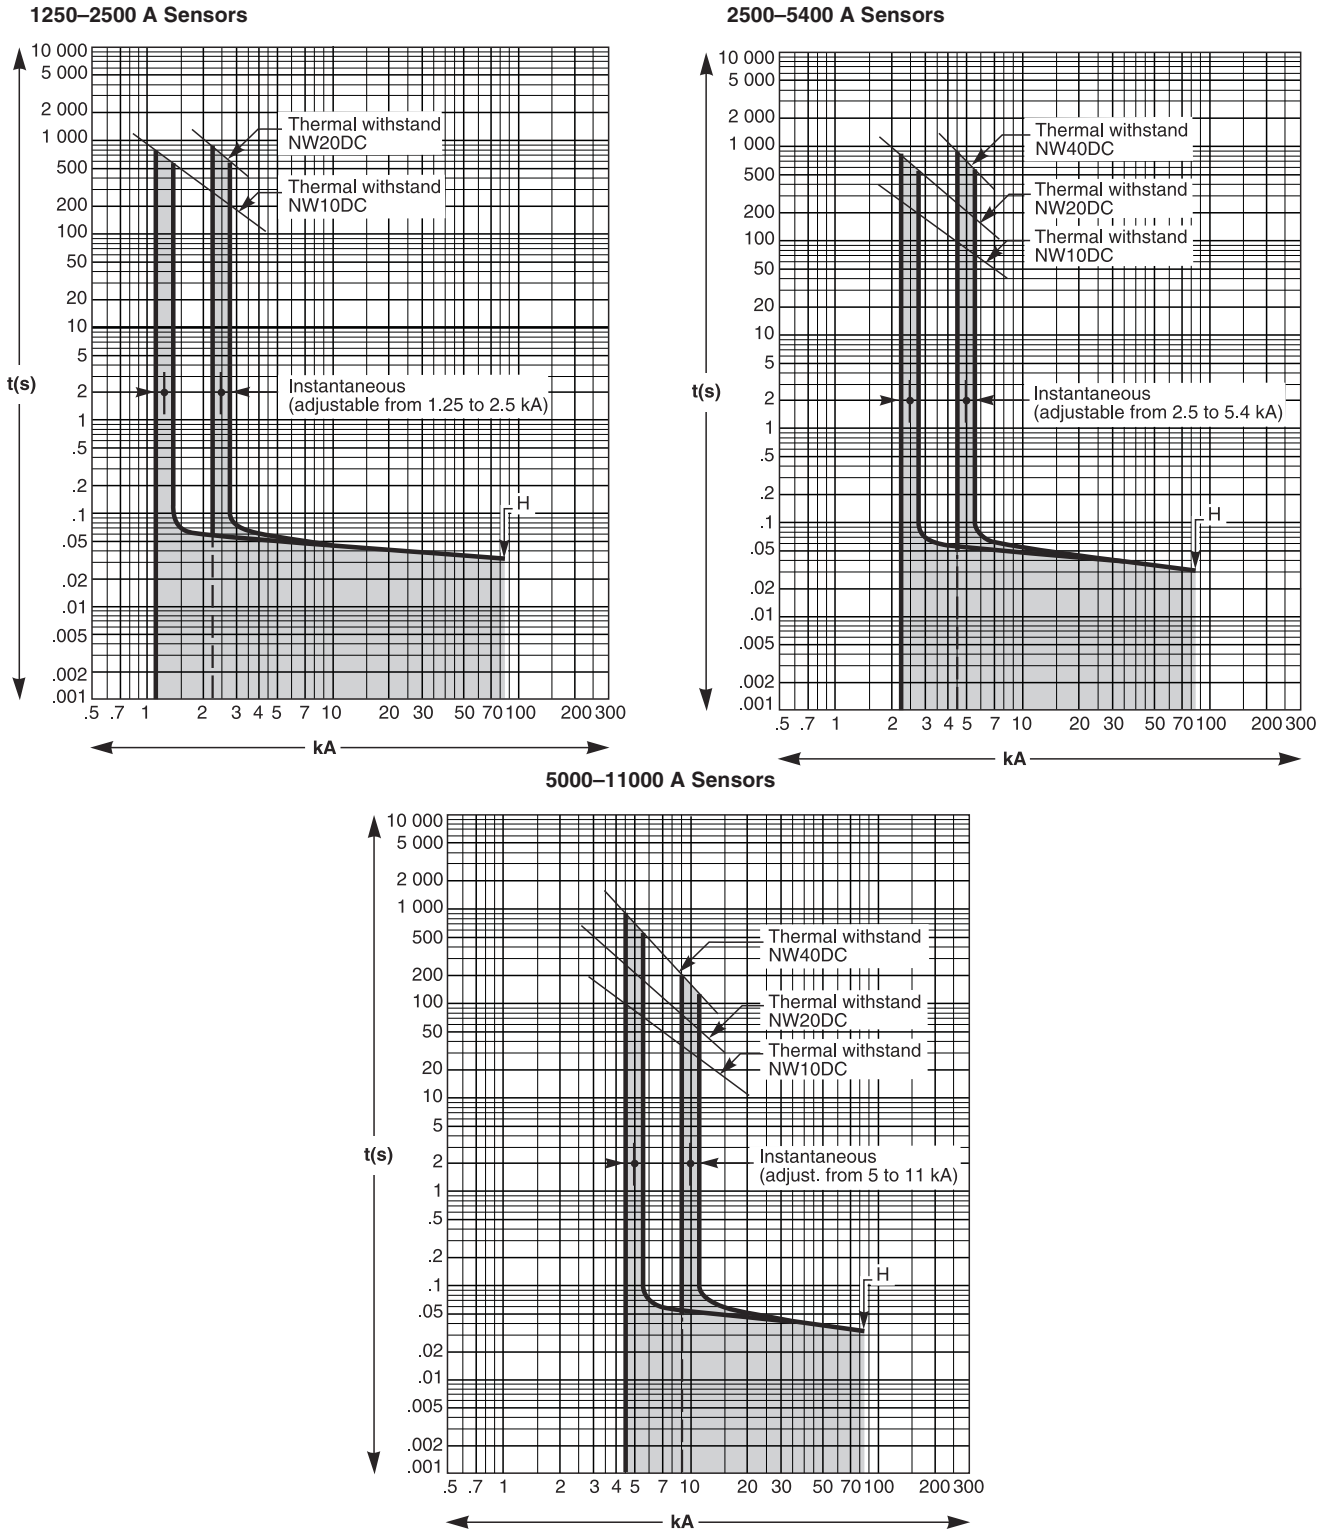 1250–2500 A Sensors
10 000
5 000
2 000
1 000
500
200
100
50
20
10
5
2
1
.5
.2
.1
.05
.02
.01
.005
.002
.001
t(s)
Thermal withstand
NW20DC
Thermal withstand
NW10DC
Instantaneous
(adjustable from 1.25 to 2.5 kA)
H
.5 .7 1 2 3 4 5 7 10 20 30 50 70 100 200 300
kA
2500–5400 A Sensors
10 000
5 000
2 000
1 000
500
200
100
50
20
10
5
2
1
.5
.2
.1
.05
.02
.01
.005
.002
.001
t(s)
Thermal withstand
NW40DC
Thermal withstand
NW20DC
Thermal withstand
NW10DC
Instantaneous
(adjustable from 2.5 to 5.4 kA)
H
.5 .7 1 2 3 4 5 7 10 20 30 50 70 100 200 300
kA
5000–11000 A Sensors
10 000
5 000
2 000
1 000
500
200
100
50
20
10
5
2
1
.5
.2
.1
.05
.02
.01
.005
.002
.001
t(s)
Thermal withstand
NW40DC
Thermal withstand
NW20DC
Thermal withstand
NW10DC
Instantaneous
(adjust. from 5 to 11 kA)
H
.5 .7 1 2 3 4 5 7 10 20 30 50 70 100 200 300
kA